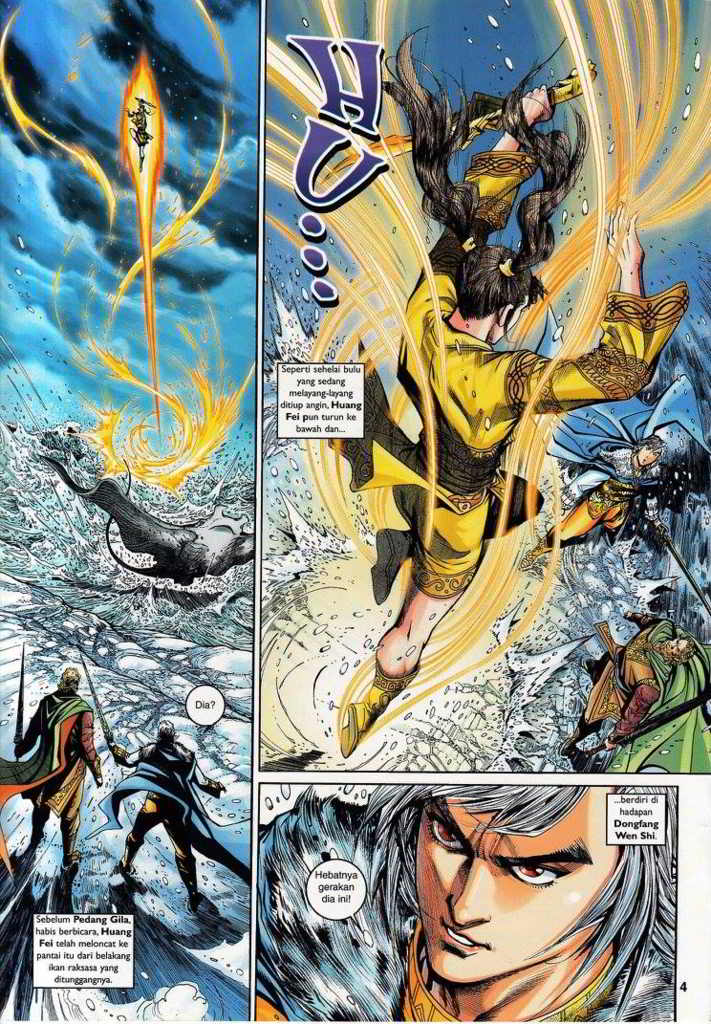 Dia?
Sebelum Pedang Gila,
habis berbicara, Huang
Fei telah meloncat ke
pantai itu dari belakang
ikan raksasa yang
ditunggangnya.
HU...
Seperti sehelai bulu
yang sedang
melayang-layang
ditiup angin, Huang
Fei pun turun ke
bawah dan...
...berdiri di
hadapan
Dongfang
Wen Shi.
Hebatnya
gerakan
dia ini!
4